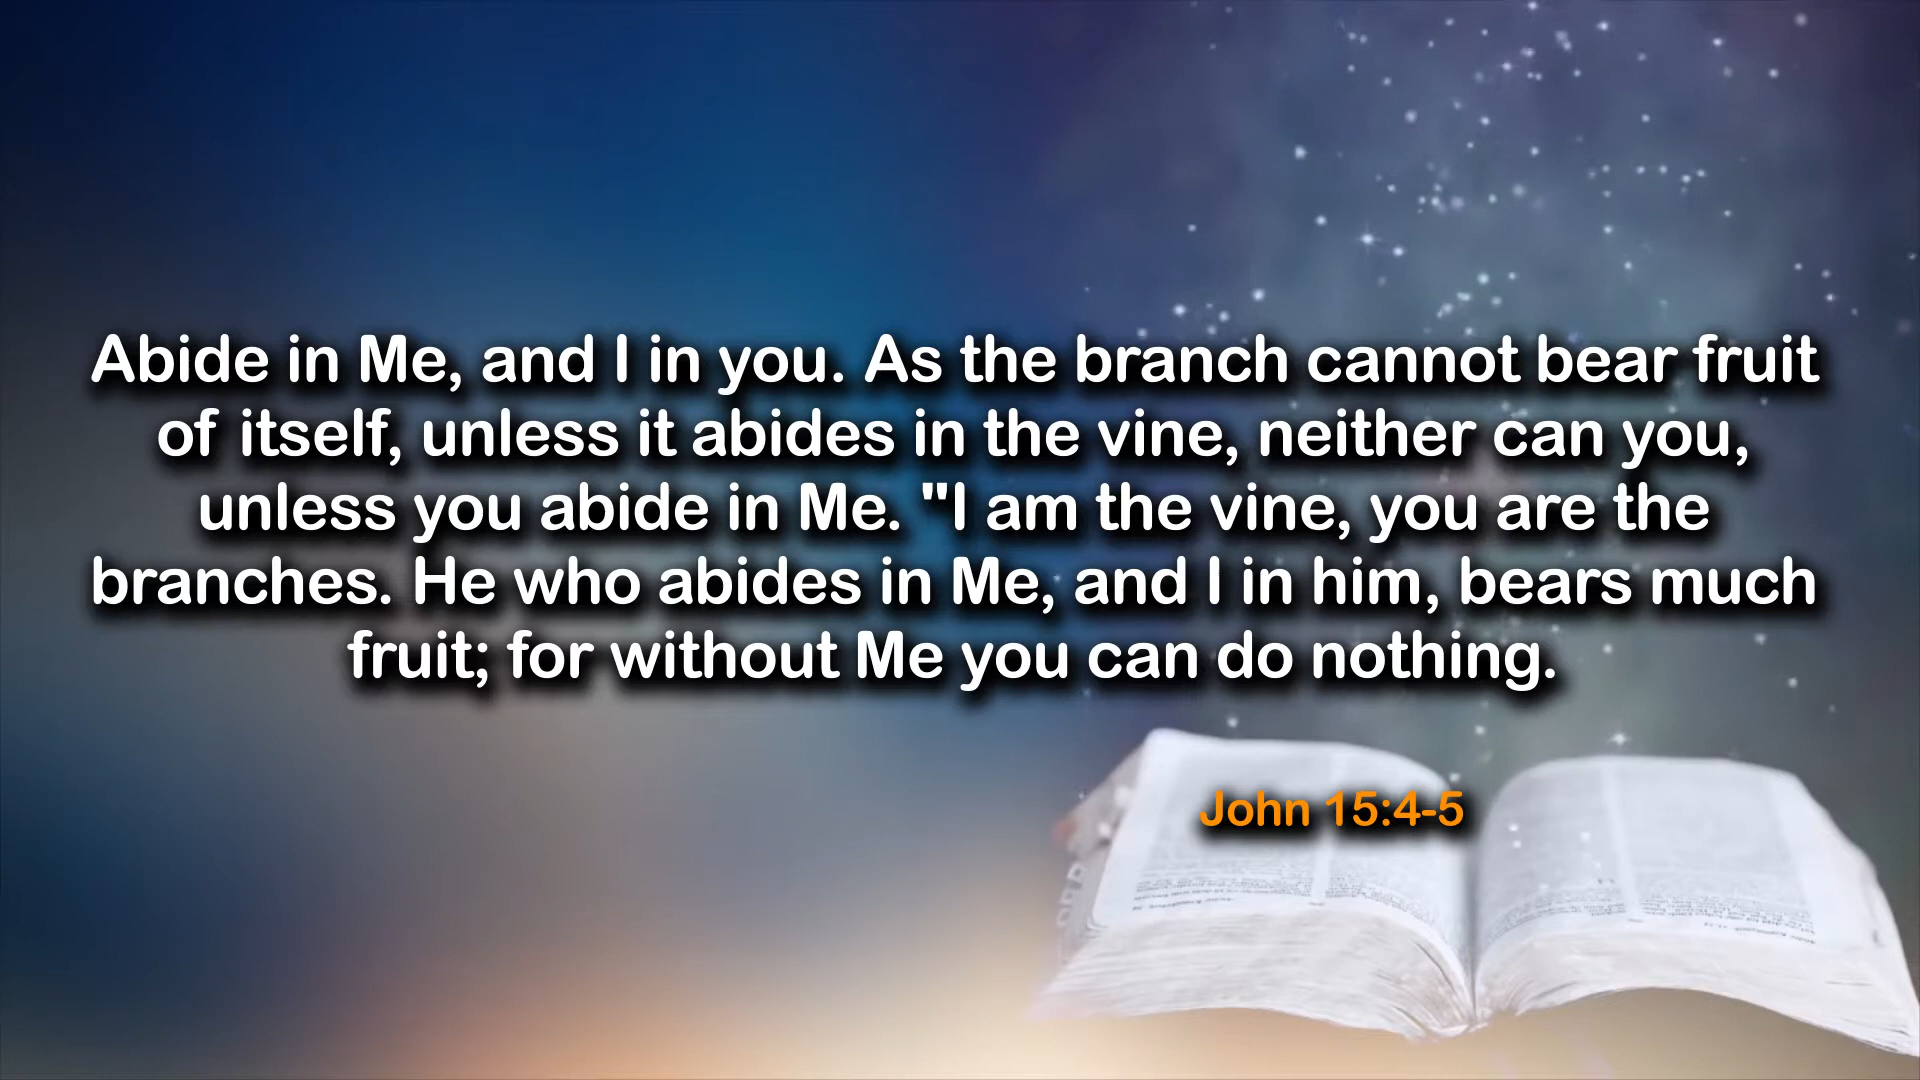 Abide in Me, and I in you. As the branch cannot bear fruit
of itself, unless it abides in the vine, neither can you,
unless you abide in Me. "I am the vine, you are the
branches. He who abides in Me, and I in him, bears much
fruit; for without Me you can do nothing.
John 15:4-5